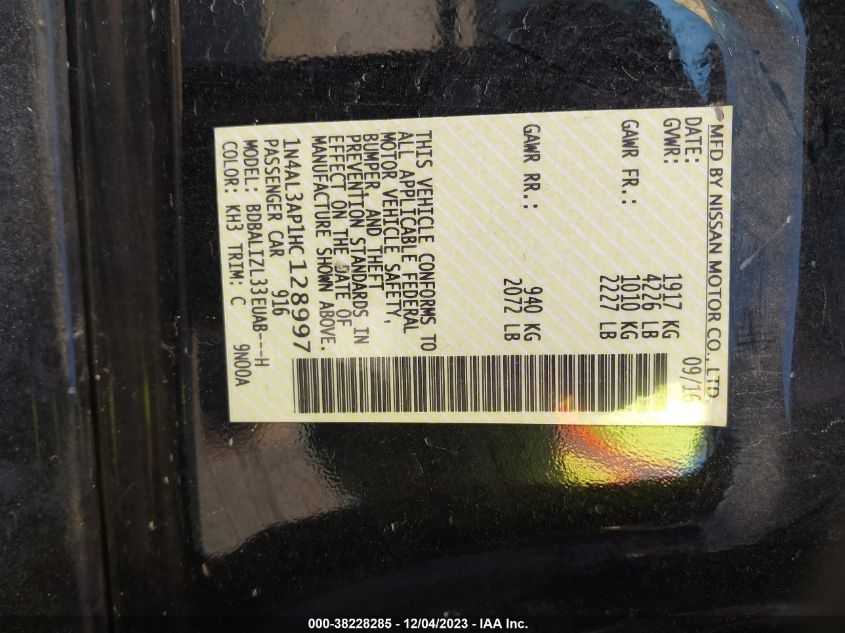 MFD BY NISSAN MOTOR CO., LTD.
DATE: 09/16
GVWR: 1917 KG
4226 LB
GAWR FR.: 1010 KG
2227 LB
GAWR RR.: 940 KG
2072 LB
THIS VEHICLE CONFORMS TO
ALL APPLICABLE FEDERAL
MOTOR VEHICLE SAFETY,
BUMPER, AND THEFT
PREVENTION STANDARDS IN
EFFECT ON THE DATE OF
MANUFACTURE SHOWN ABOVE.
1N4AL3AP1HC128997
PASSENGER CAR 916
MODEL: BDBALIZL33EUAB---H
COLOR: KH3 TRIM: C 9N00A
000-38228285 - 12/04/2023 - IAA Inc.